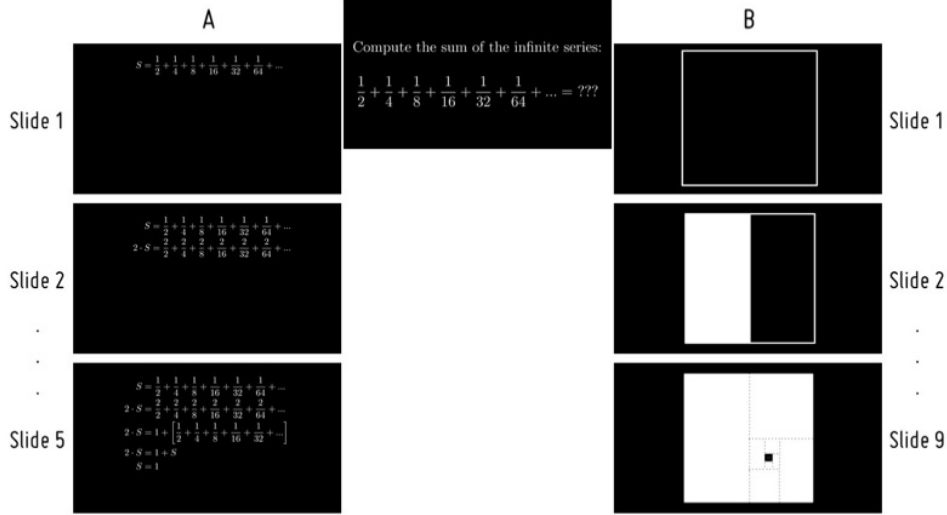 A
B
Compute the sum of the infinite series:
1/2 + 1/4 + 1/8 + 1/16 + 1/32 + 1/64 + ... = ???
Slide 1
S = 1/2 + 1/4 + 1/8 + 1/16 + 1/32 + 1/64 + ...
Slide 1
Slide 2
S = 1/2 + 1/4 + 1/8 + 1/16 + 1/32 + 1/64 + ...
2 · S = 2/2 + 2/4 + 2/8 + 2/16 + 2/32 + 2/64 + ...
Slide 2
.
.
.
.
.
.
Slide 5
S = 1/2 + 1/4 + 1/8 + 1/16 + 1/32 + 1/64 + ...
2 · S = 2/2 + 2/4 + 2/8 + 2/16 + 2/32 + 2/64 + ...
2 · S = 1 + [1/2 + 1/4 + 1/8 + 1/16 + 1/32 + ...]
2 · S = 1 + S
S = 1
Slide 9